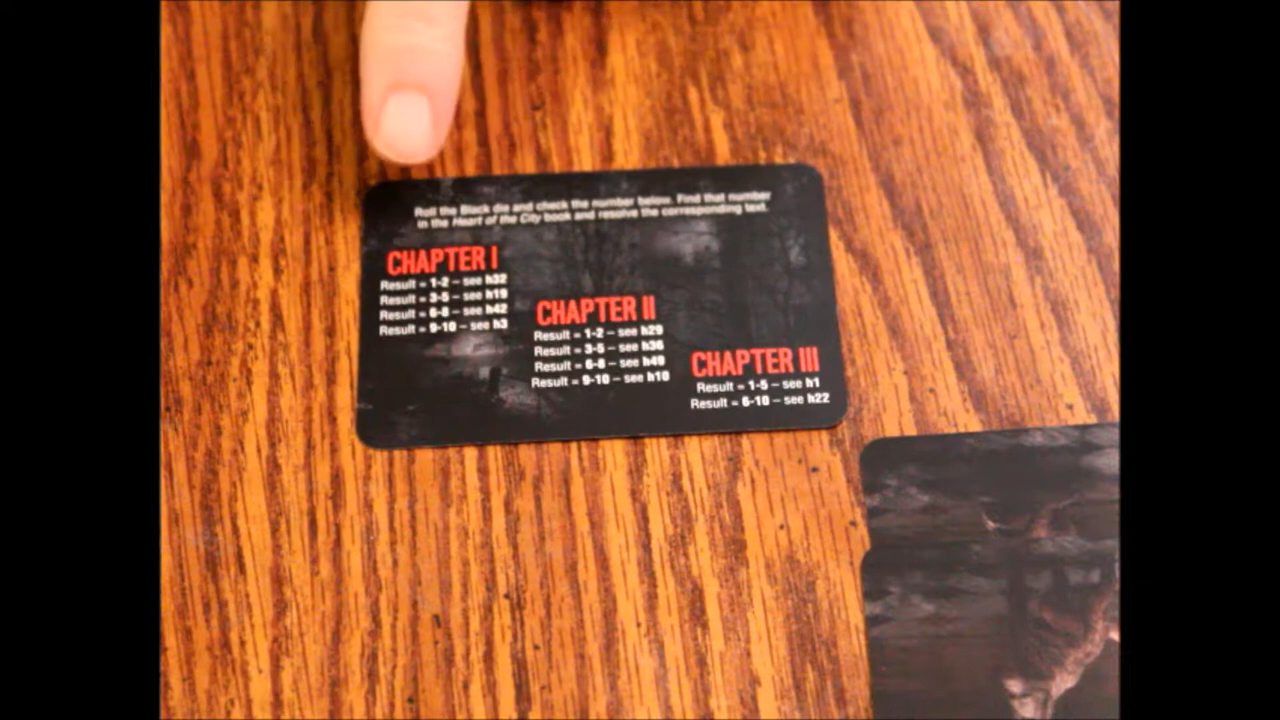 Roll the Black die and check the number below. Find that number
in the Heart of the City book and resolve the corresponding text.
CHAPTER I
Result = 1-2 – see h32
Result = 3-5 – see h19
Result = 6-8 – see h42
Result = 9-10 – see h3
CHAPTER II
Result = 1-2 – see h29
Result = 3-5 – see h36
Result = 6-8 – see h49
Result = 9-10 – see h10
CHAPTER III
Result = 1-5 – see h1
Result = 6-10 – see h22